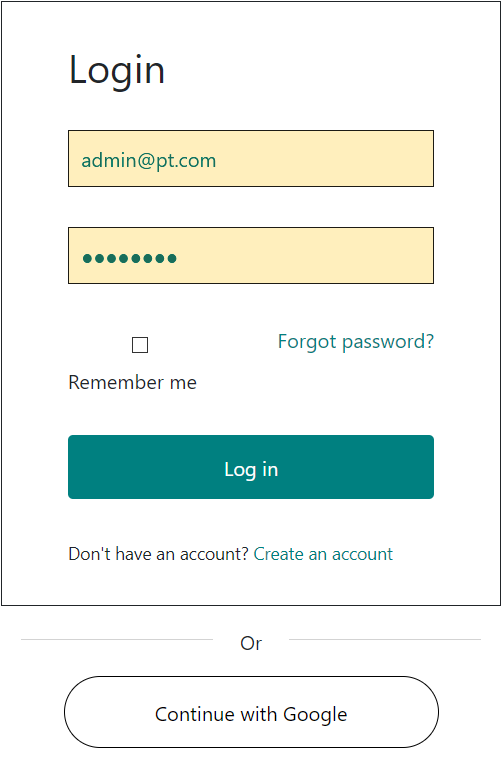 Login
admin@pt.com
••••••••
Forgot password?
Remember me
Log in
Don't have an account? Create an account
Or
Continue with Google